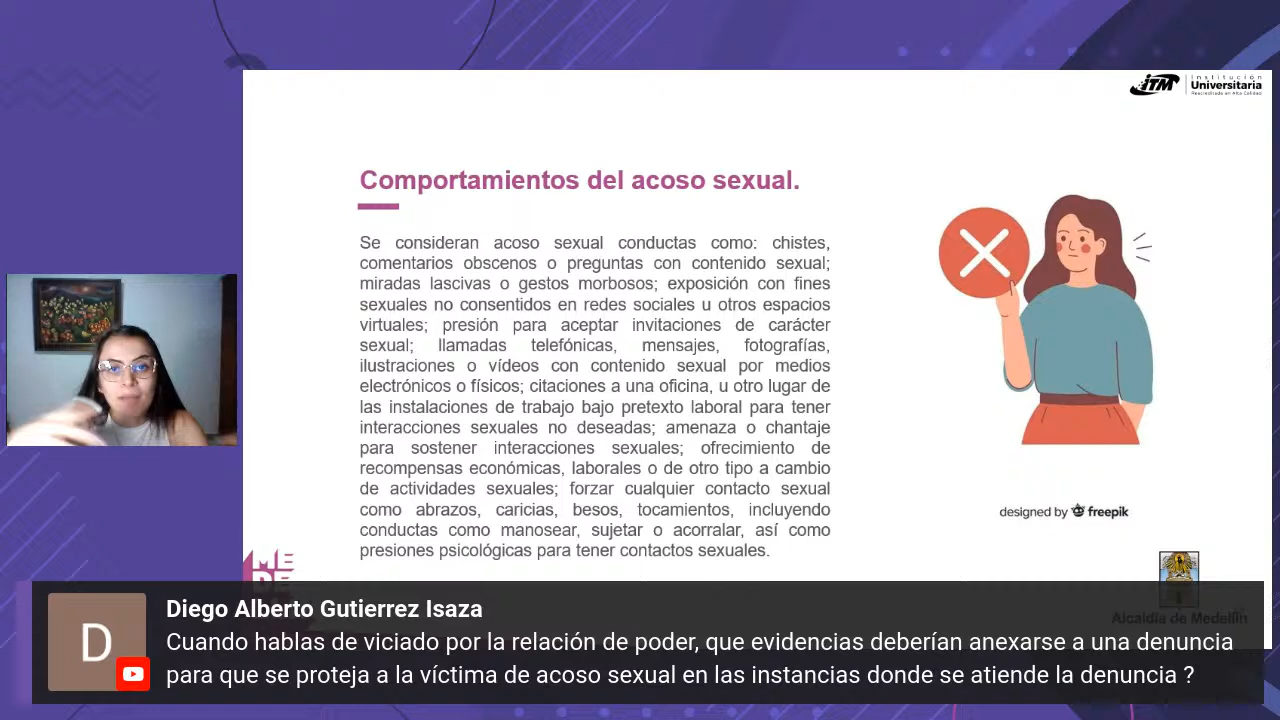 iTM
Institución
Universitaria
Reacreditada en Alta Calidad
Comportamientos del acoso sexual.
Se consideran acoso sexual conductas como: chistes,
comentarios obscenos o preguntas con contenido sexual;
miradas lascivas o gestos morbosos; exposición con fines
sexuales no consentidos en redes sociales u otros espacios
virtuales; presión para aceptar invitaciones de carácter
sexual; llamadas telefónicas, mensajes, fotografías,
ilustraciones o vídeos con contenido sexual por medios
electrónicos o físicos; citaciones a una oficina, u otro lugar de
las instalaciones de trabajo bajo pretexto laboral para tener
interacciones sexuales no deseadas; amenaza o chantaje
para sostener interacciones sexuales; ofrecimiento de
recompensas económicas, laborales o de otro tipo a cambio
de actividades sexuales; forzar cualquier contacto sexual
como abrazos, caricias, besos, tocamientos, incluyendo
conductas como manosear, sujetar o acorralar, así como
presiones psicológicas para tener contactos sexuales.
designed by freepik
Alcaldía de Medellín
D
Diego Alberto Gutierrez Isaza
Cuando hablas de viciado por la relación de poder, que evidencias deberían anexarse a una denuncia
para que se proteja a la víctima de acoso sexual en las instancias donde se atiende la denuncia ?